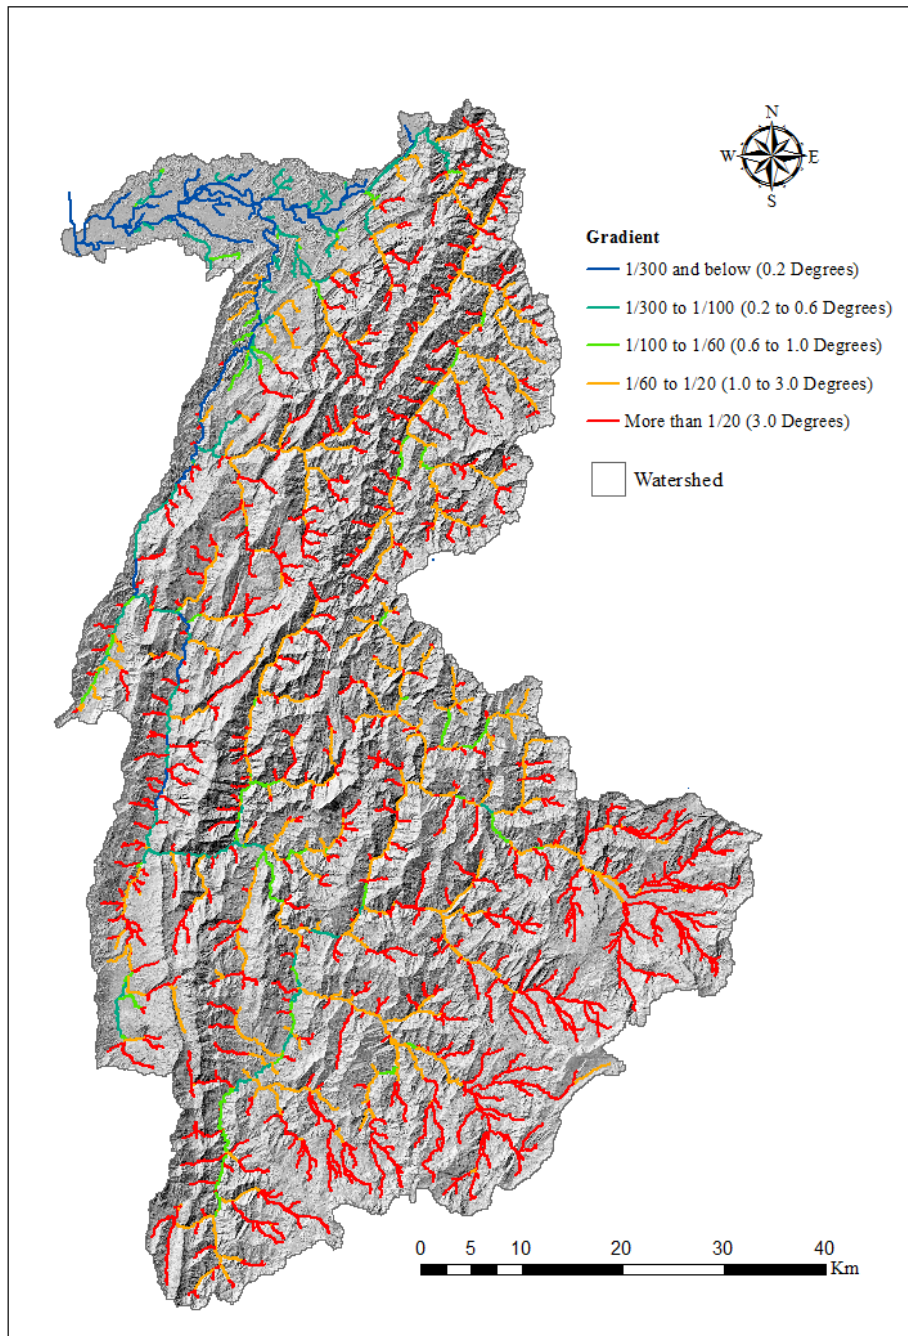 N
W E
S
Gradient
1/300 and below (0.2 Degrees)
1/300 to 1/100 (0.2 to 0.6 Degrees)
1/100 to 1/60 (0.6 to 1.0 Degrees)
1/60 to 1/20 (1.0 to 3.0 Degrees)
More than 1/20 (3.0 Degrees)
Watershed
0 5 10 20 30 40
Km